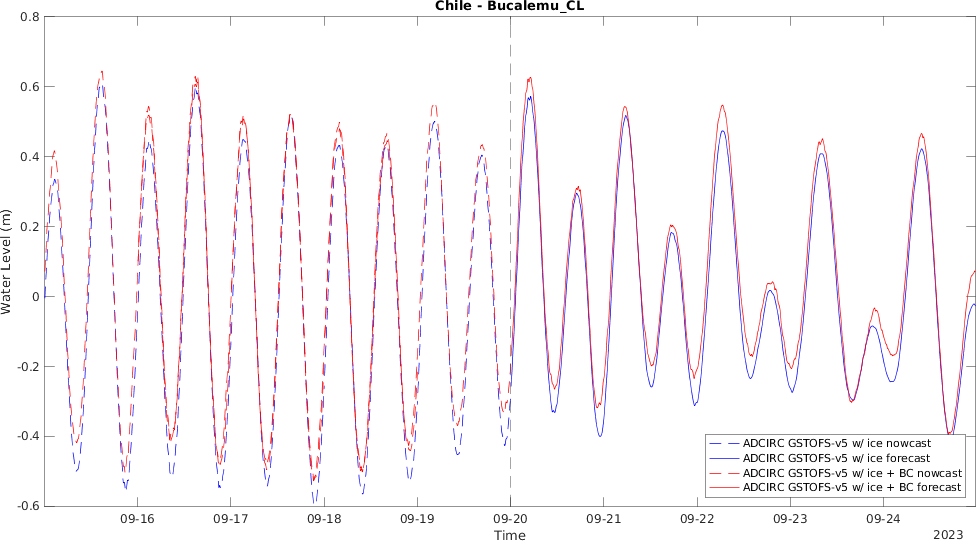 Chile - Bucalemu_CL
0.8
0.6
0.4
0.2
0
-0.2
-0.4
-0.6
Water Level (m)
ADCIRC GSTOFS-v5 w/ ice nowcast
ADCIRC GSTOFS-v5 w/ ice forecast
ADCIRC GSTOFS-v5 w/ ice + BC nowcast
ADCIRC GSTOFS-v5 w/ ice + BC forecast
09-16 09-17 09-18 09-19 09-20 09-21 09-22 09-23 09-24
Time
2023